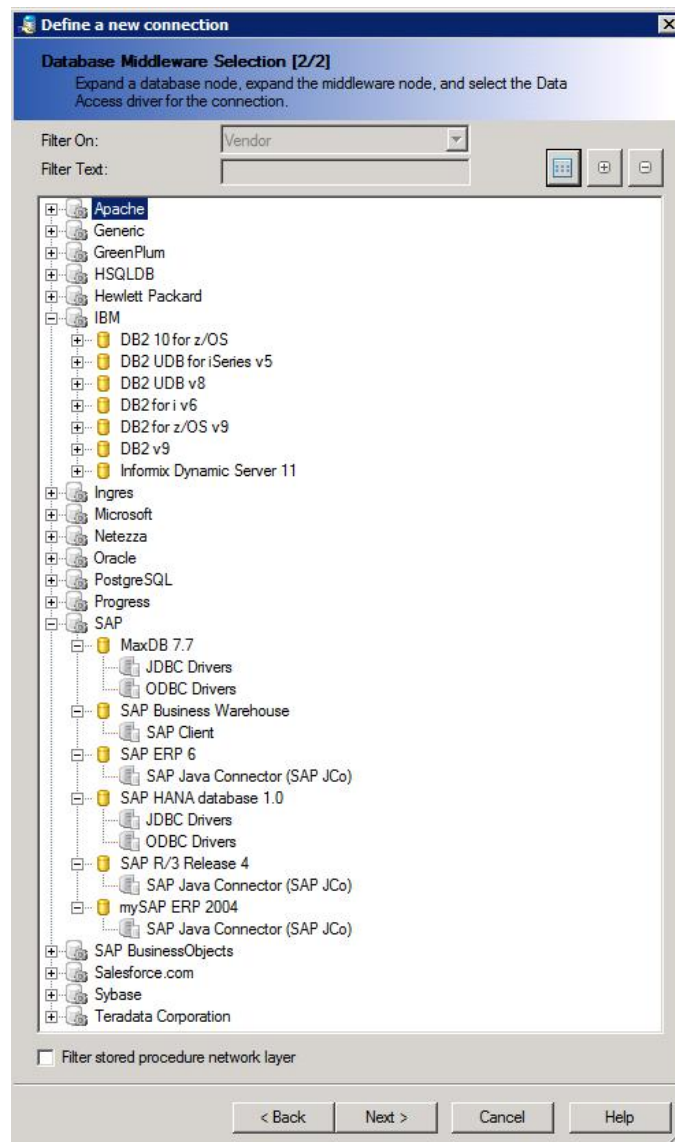 Define a new connection
Database Middleware Selection [2/2]
Expand a database node, expand the middleware node, and select the Data
Access driver for the connection.
Filter On:
Vendor
Filter Text:
Apache
Generic
GreenPlum
HSQLDB
Hewlett Packard
IBM
DB2 10 for z/OS
DB2 UDB for iSeries v5
DB2 UDB v8
DB2 for i v6
DB2 for z/OS v9
DB2 v9
Informix Dynamic Server 11
Ingres
Microsoft
Netezza
Oracle
PostgreSQL
Progress
SAP
MaxDB 7.7
JDBC Drivers
ODBC Drivers
SAP Business Warehouse
SAP Client
SAP ERP 6
SAP Java Connector (SAP JCo)
SAP HANA database 1.0
JDBC Drivers
ODBC Drivers
SAP R/3 Release 4
SAP Java Connector (SAP JCo)
mySAP ERP 2004
SAP Java Connector (SAP JCo)
SAP BusinessObjects
Salesforce.com
Sybase
Teradata Corporation
Filter stored procedure network layer
< Back
Next >
Cancel
Help